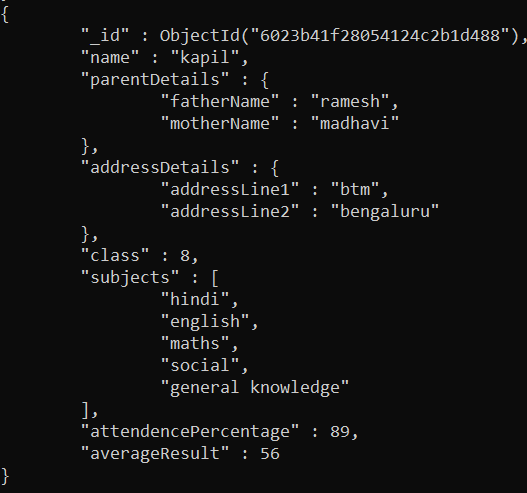 {
"_id" : ObjectId("6023b41f28054124c2b1d488"),
"name" : "kapil",
"parentDetails" : {
"fatherName" : "ramesh",
"motherName" : "madhavi"
},
"addressDetails" : {
"addressLine1" : "btm",
"addressLine2" : "bengaluru"
},
"class" : 8,
"subjects" : [
"hindi",
"english",
"maths",
"social",
"general knowledge"
],
"attendencePercentage" : 89,
"averageResult" : 56
}